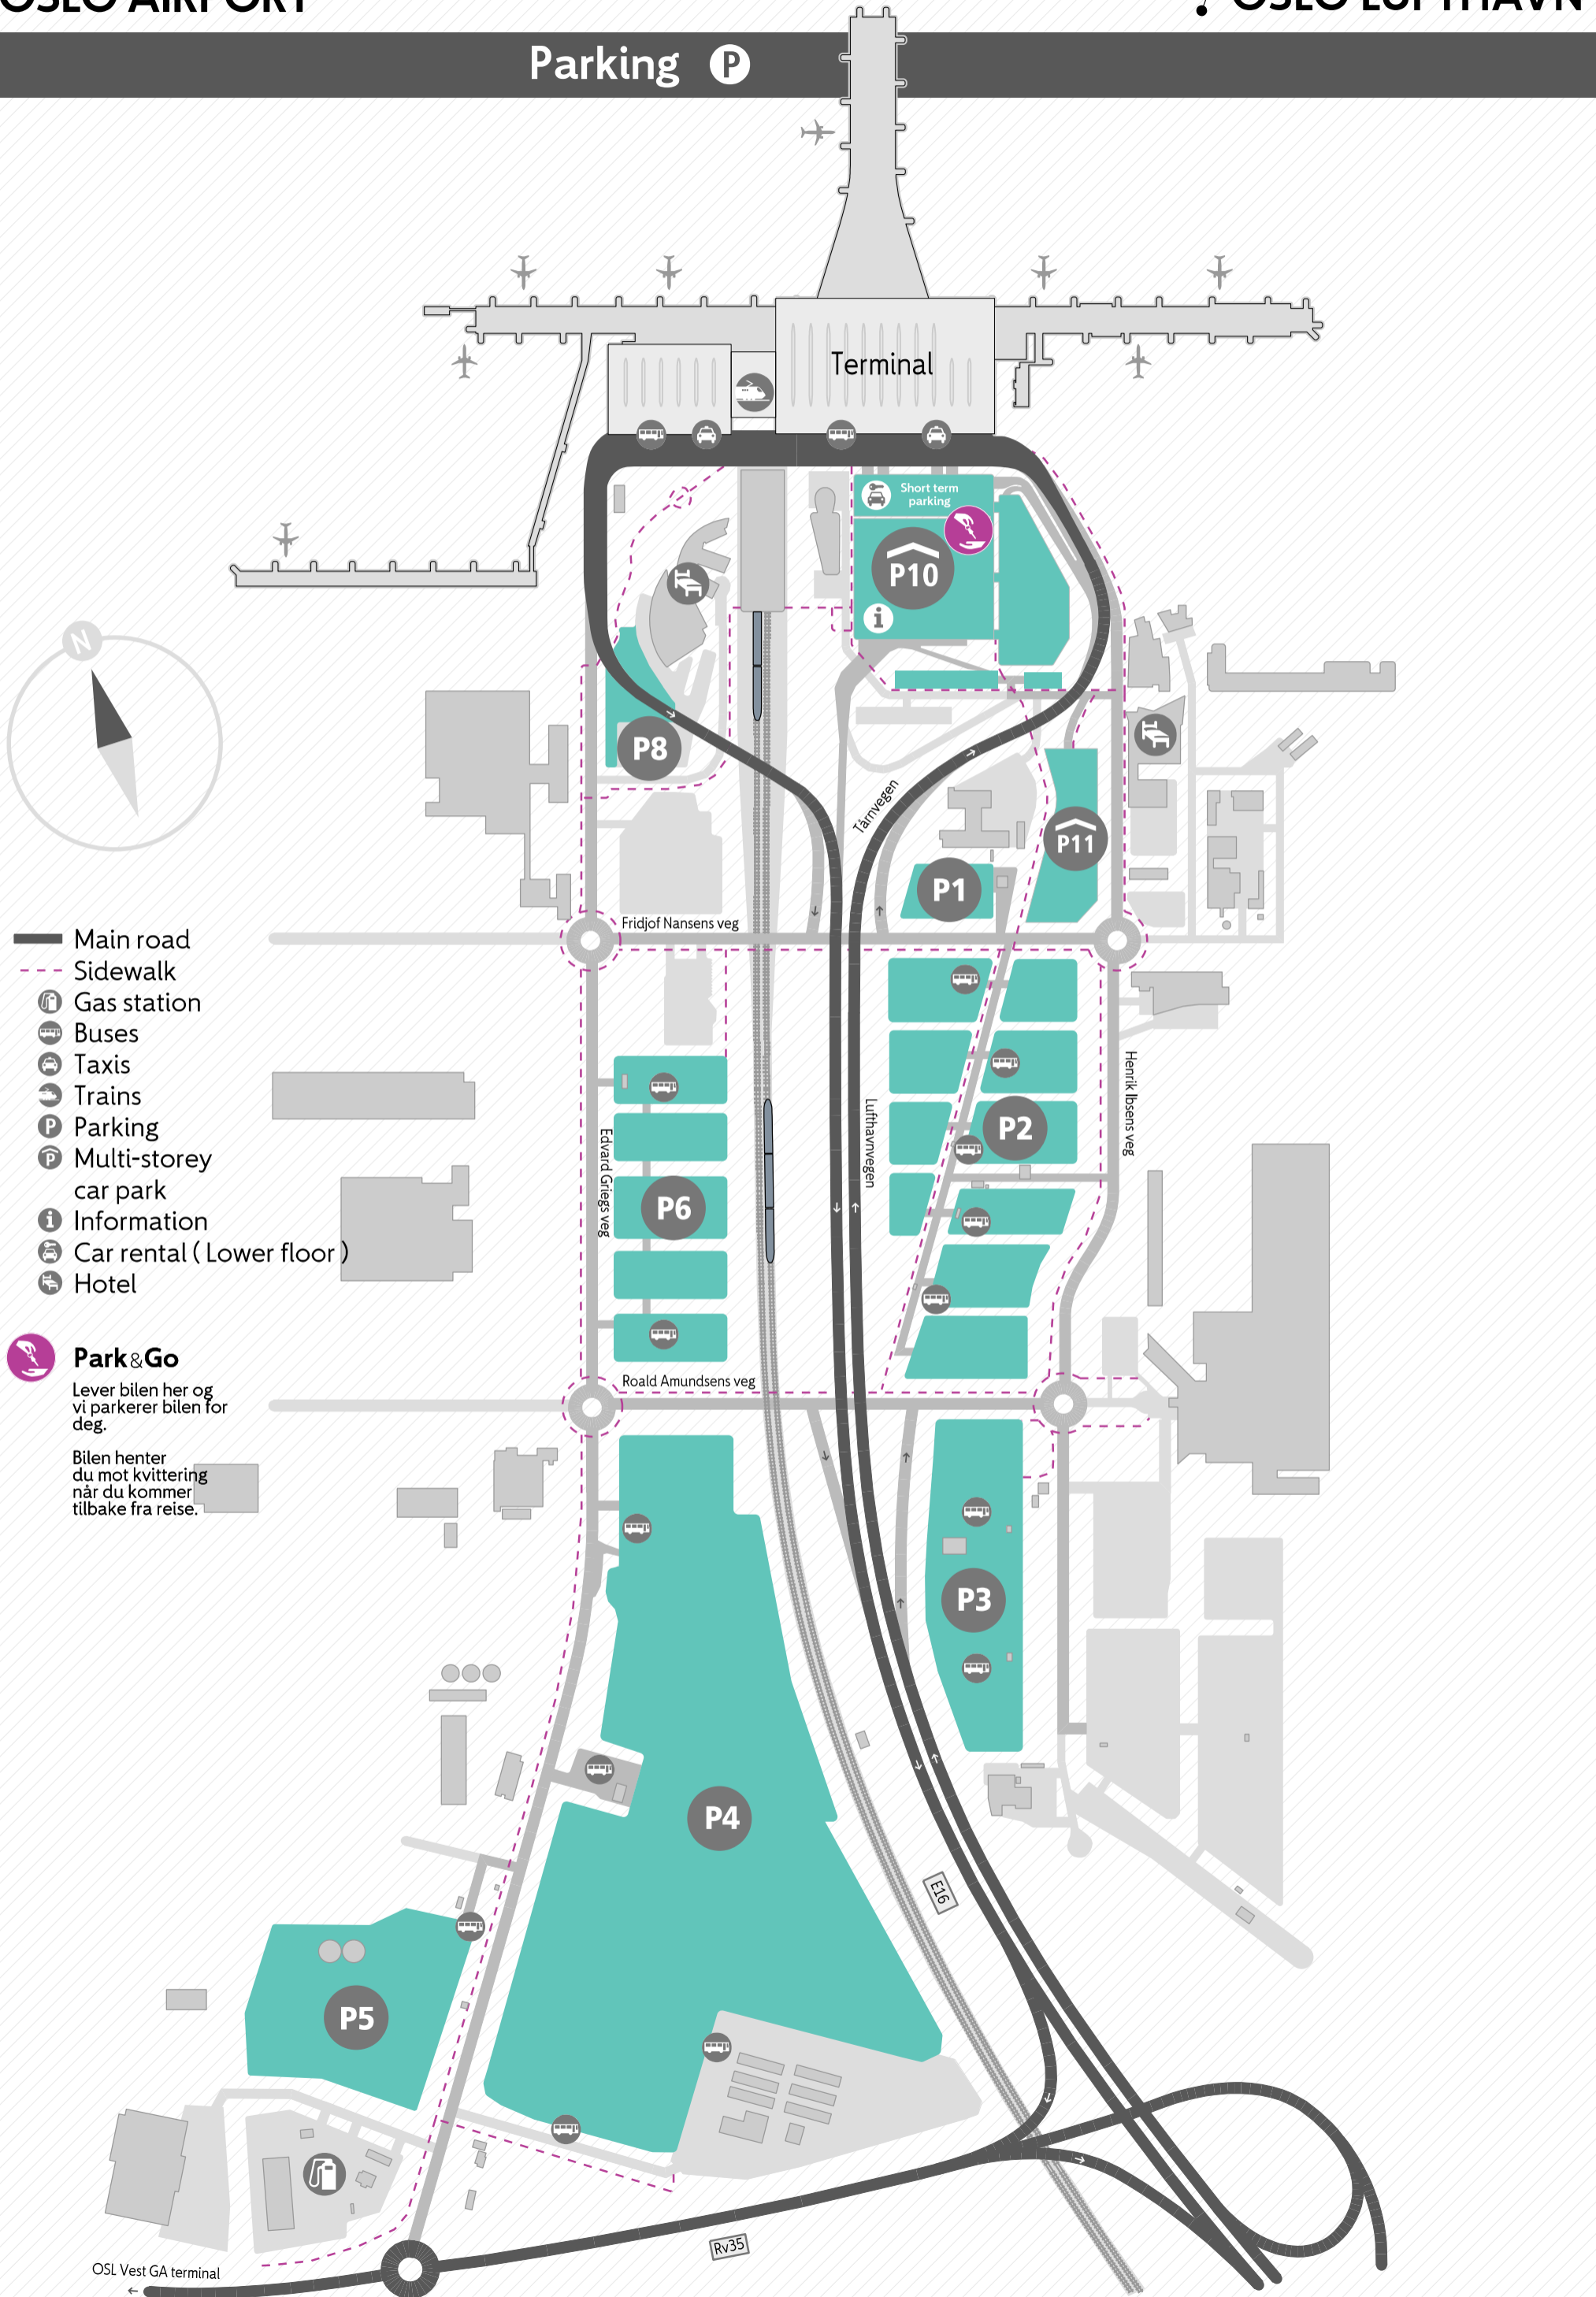 OSLO AIRPORT
OSLO LUFTHAVN
Parking P
Terminal
Short term
parking
P10
i
N
P8
P11
Tårnvegen
P1
Fridjof Nansens veg
Main road
Sidewalk
Gas station
Buses
Taxis
Trains
P Parking
P Multi-storey
car park
i Information
Car rental ( Lower floor )
Hotel
Henrik Ibsens veg
Lufthavnvegen
P2
Edvard Griegs veg
P6
Park&Go
Lever bilen her og
vi parkerer bilen for
deg.
Bilen henter
du mot kvittering
når du kommer
tilbake fra reise.
Roald Amundsens veg
P3
P4
E16
P5
Rv35
OSL Vest GA terminal